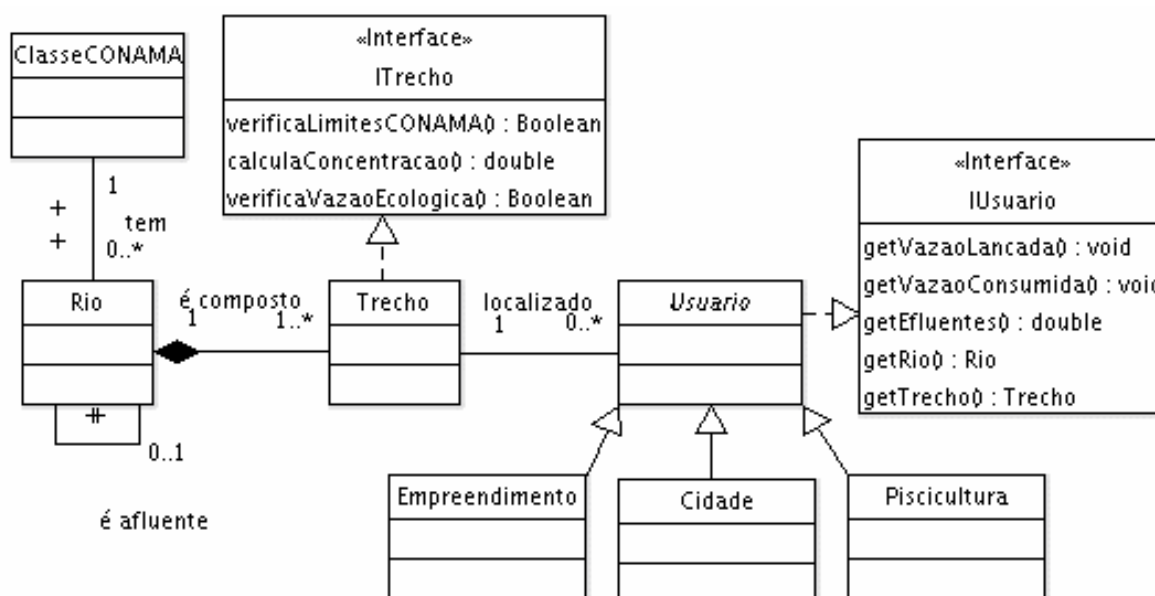 ClasseCONAMA
1
+
+
tem
0..*
«Interface»
ITrecho
verificaLimitesCONAMA() : Boolean
calculaConcentracao() : double
verificaVazaoEcologica() : Boolean
«Interface»
IUsuario
getVazaoLancada() : void
getVazaoConsumida() : void
getEfluentes() : double
getRio() : Rio
getTrecho() : Trecho
Rio
é composto
1
1..*
Trecho
localizado
1
0..*
Usuario
++
0..1
é afluente
Empreendimento
Cidade
Piscicultura